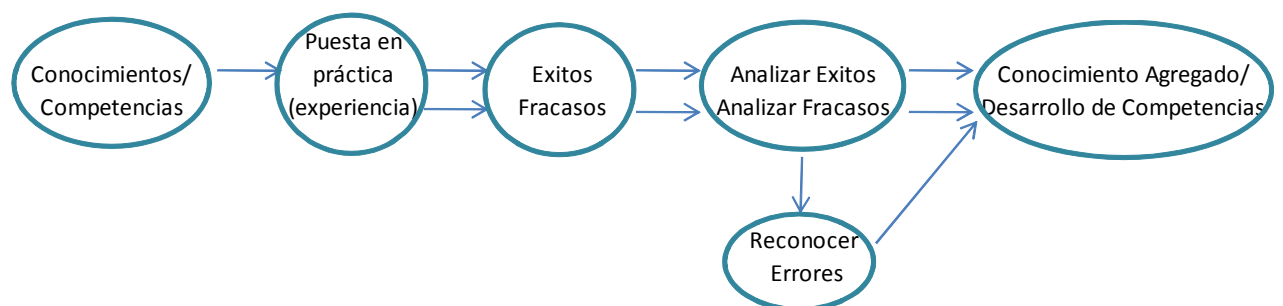 Conocimientos/
Competencias
Puesta en
práctica
(experiencia)
Exitos
Fracasos
Analizar Exitos
Analizar Fracasos
Conocimiento Agregado/
Desarrollo de Competencias
Reconocer
Errores